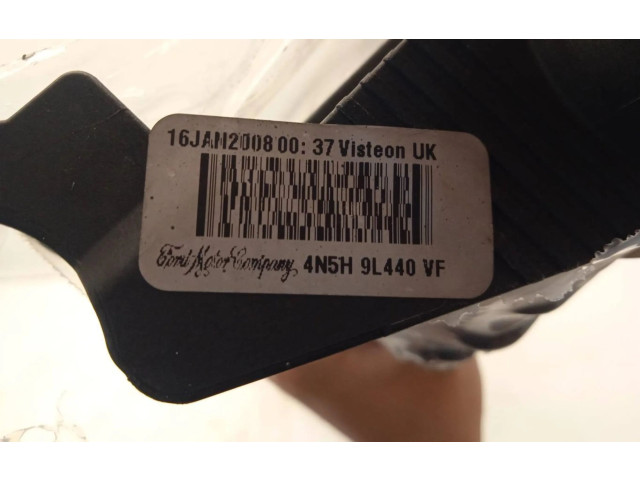 16JAN2008 00: 37 Visteon UK
Ford Motor Company 4N5H 9L440 VF